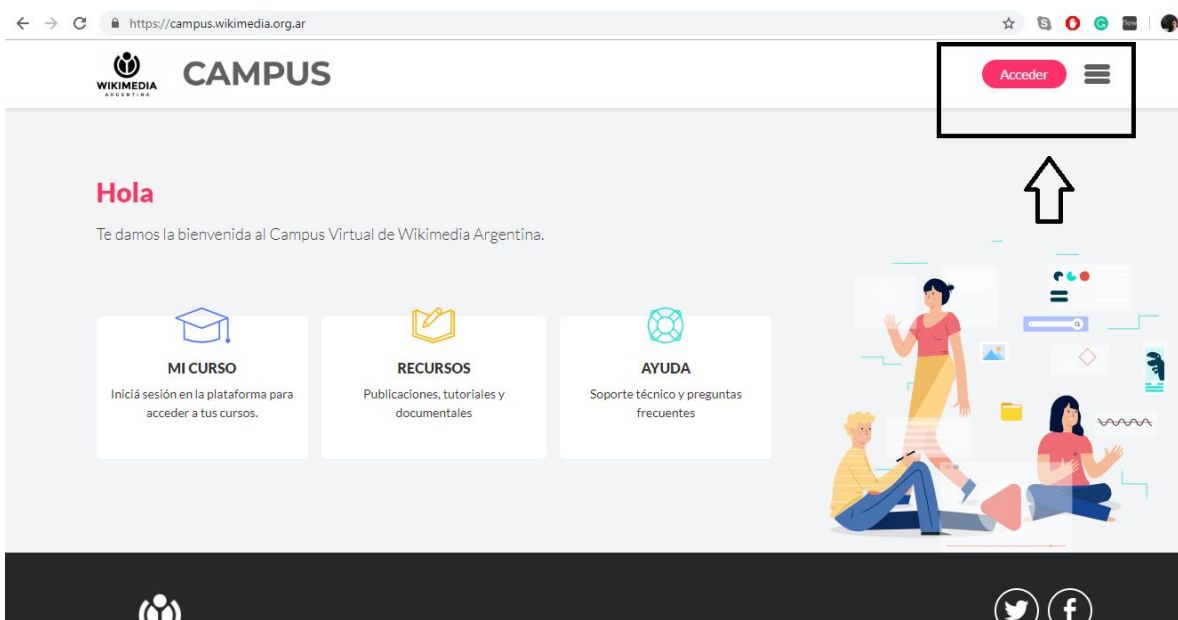 https://campus.wikimedia.org.ar
WIKIMEDIA
ARGENTINA
CAMPUS
Acceder
Hola
Te damos la bienvenida al Campus Virtual de Wikimedia Argentina.
MI CURSO
Iniciá sesión en la plataforma para
acceder a tus cursos.
RECURSOS
Publicaciones, tutoriales y
documentales
AYUDA
Soporte técnico y preguntas
frecuentes